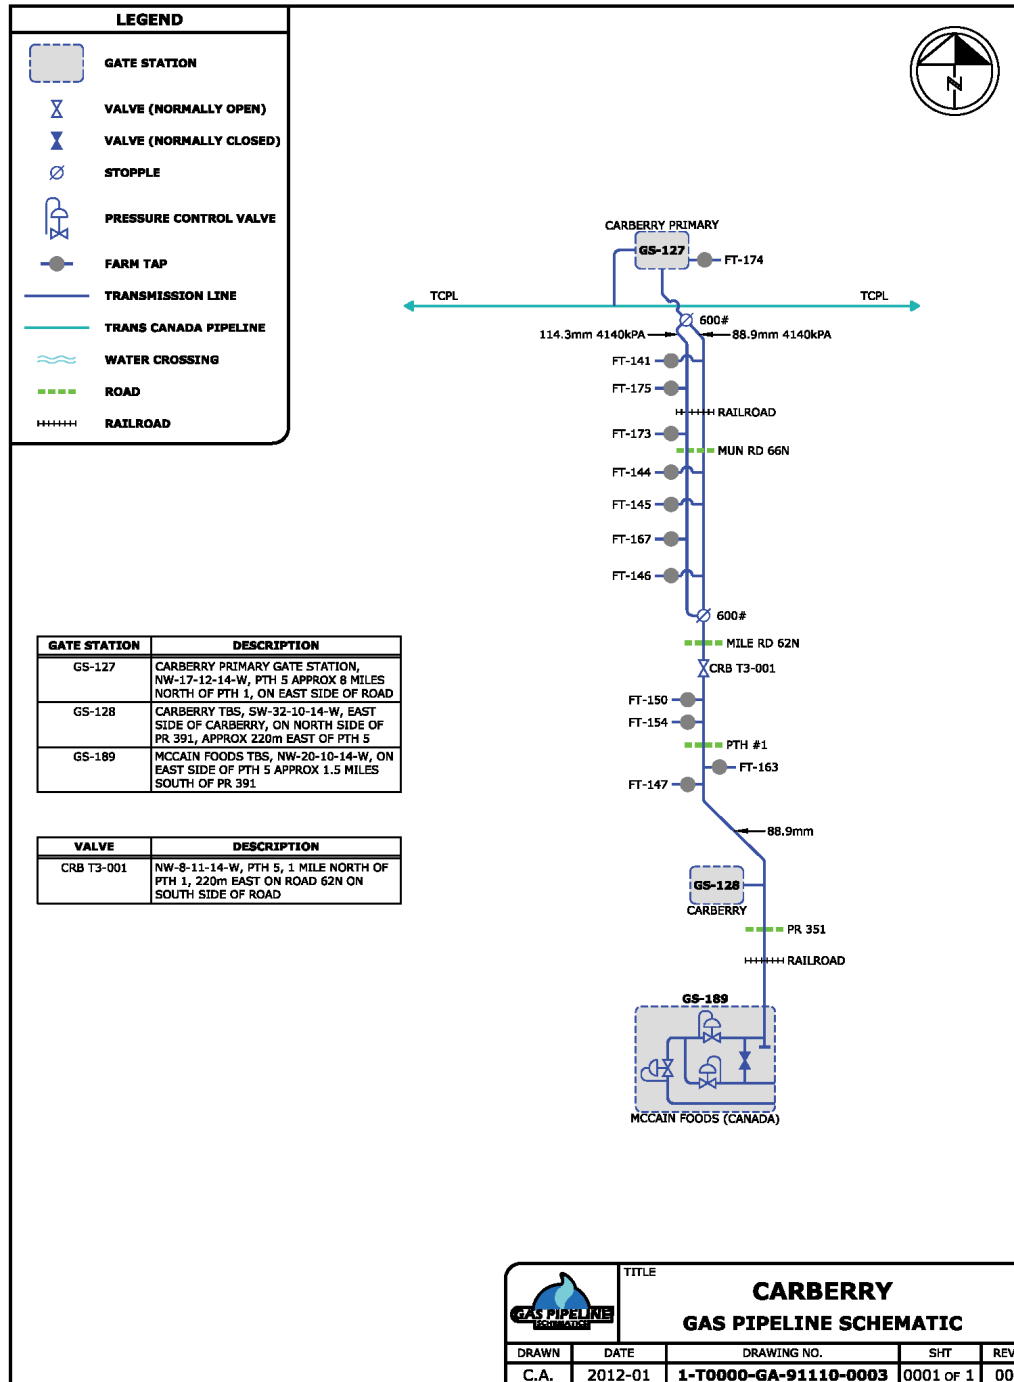 LEGEND
GATE STATION
VALVE (NORMALLY OPEN)
VALVE (NORMALLY CLOSED)
STOPPLE
PRESSURE CONTROL VALVE
FARM TAP
TRANSMISSION LINE
TRANS CANADA PIPELINE
WATER CROSSING
ROAD
RAILROAD
N
CARBERRY PRIMARY
GS-127
FT-174
TCPL
TCPL
600#
114.3mm 4140kPA
88.9mm 4140kPA
FT-141
FT-175
RAILROAD
FT-173
MUN RD 66N
FT-144
FT-145
FT-167
FT-146
600#
MILE RD 62N
CRB T3-001
FT-150
FT-154
PTH #1
FT-163
FT-147
88.9mm
GS-128
CARBERRY
PR 351
RAILROAD
GS-189
MCCAIN FOODS (CANADA)
GATE STATION DESCRIPTION
GS-127 CARBERRY PRIMARY GATE STATION,
NW-17-12-14-W, PTH 5 APPROX 8 MILES
NORTH OF PTH 1, ON EAST SIDE OF ROAD
GS-128 CARBERRY TBS, SW-32-10-14-W, EAST
SIDE OF CARBERRY, ON NORTH SIDE OF
PR 391, APPROX 220m EAST OF PTH 5
GS-189 MCCAIN FOODS TBS, NW-20-10-14-W, ON
EAST SIDE OF PTH 5 APPROX 1.5 MILES
SOUTH OF PR 391
VALVE DESCRIPTION
CRB T3-001 NW-8-11-14-W, PTH 5, 1 MILE NORTH OF
PTH 1, 220m EAST ON ROAD 62N ON
SOUTH SIDE OF ROAD
GAS PIPELINE
SCHEMATICS
TITLE
CARBERRY
GAS PIPELINE SCHEMATIC
DRAWN DATE DRAWING NO. SHT REV
C.A. 2012-01 1-T0000-GA-91110-0003 0001 OF 1 00